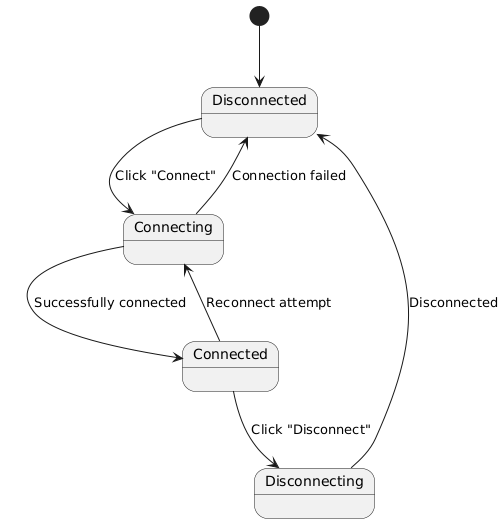 Disconnected
Click "Connect"
Connection failed
Connecting
Successfully connected
Reconnect attempt
Disconnected
Connected
Click "Disconnect"
Disconnecting